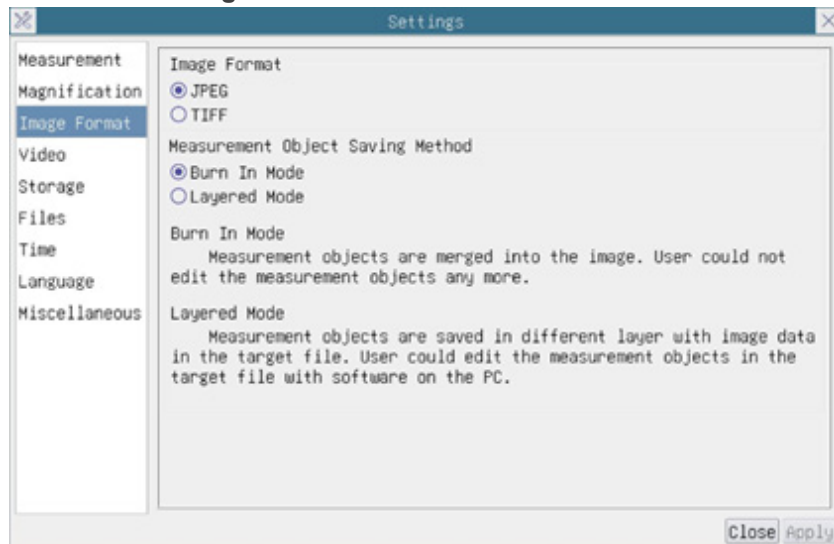 Settings
Measurement
Magnification
Image Format
Video
Storage
Files
Time
Language
Miscellaneous
Image Format
JPEG
TIFF
Measurement Object Saving Method
Burn In Mode
Layered Mode
Burn In Mode
Measurement objects are merged into the image. User could not
edit the measurement objects any more.
Layered Mode
Measurement objects are saved in different layer with image data
in the target file. User could edit the measurement objects in the
target file with software on the PC.
Close Apply